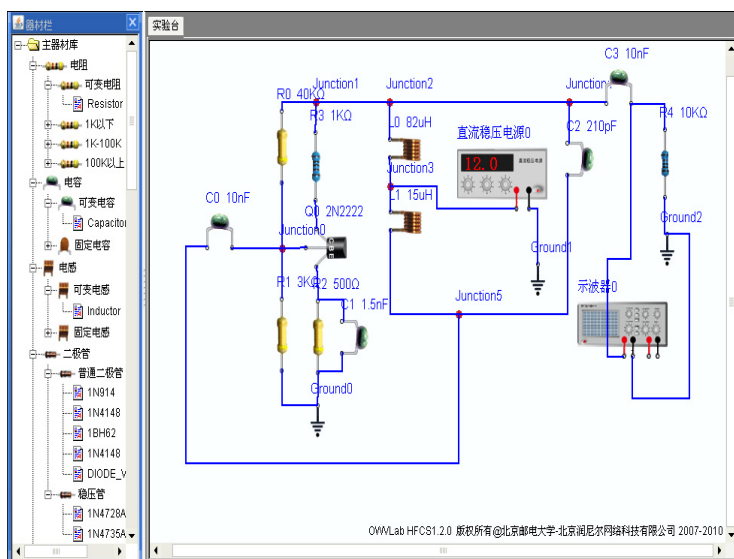 器材栏
主器材库
电阻
可变电阻
Resistor
1K以下
1K-100K
100K以上
电容
可变电容
Capacitor
固定电容
电感
可变电感
Inductor
固定电感
二极管
普通二极管
1N914
1N4148
1BH62
1N4148
DIODE_V
稳压管
1N4728A
1N4735A
实验台
C3 10nF
Junction1
Junction2
Junction
R0 40KΩ
R3 1KΩ
R4 10KΩ
L0 82uH
直流稳压电源0
C2 210pF
12.0
直流稳压电源
Junction3
L1 15uH
C0 10nF
Q0 2N2222
Junction0
Ground2
Ground1
R1 3KΩ
R2 500Ω
Junction5
示波器0
C1 1.5nF
Ground0
OWVLab HFCS1.2.0 版权所有@北京邮电大学-北京润尼尔网络科技有限公司 2007-2010